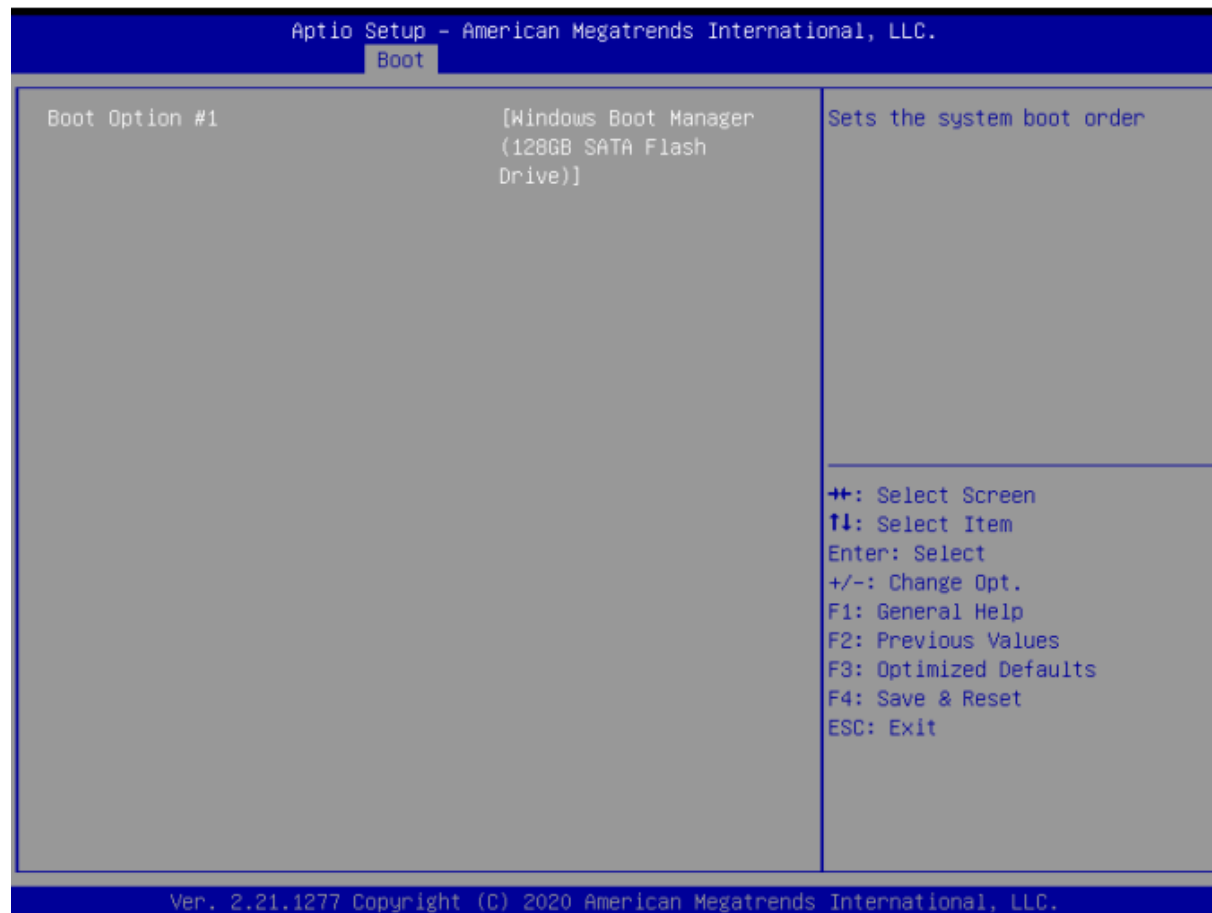 Aptio Setup – American Megatrends International, LLC.
Boot
Boot Option #1
[Windows Boot Manager
(128GB SATA Flash
Drive)]
Sets the system boot order
→←: Select Screen
↑↓: Select Item
Enter: Select
+/-: Change Opt.
F1: General Help
F2: Previous Values
F3: Optimized Defaults
F4: Save & Reset
ESC: Exit
Ver. 2.21.1277 Copyright (C) 2020 American Megatrends International, LLC.